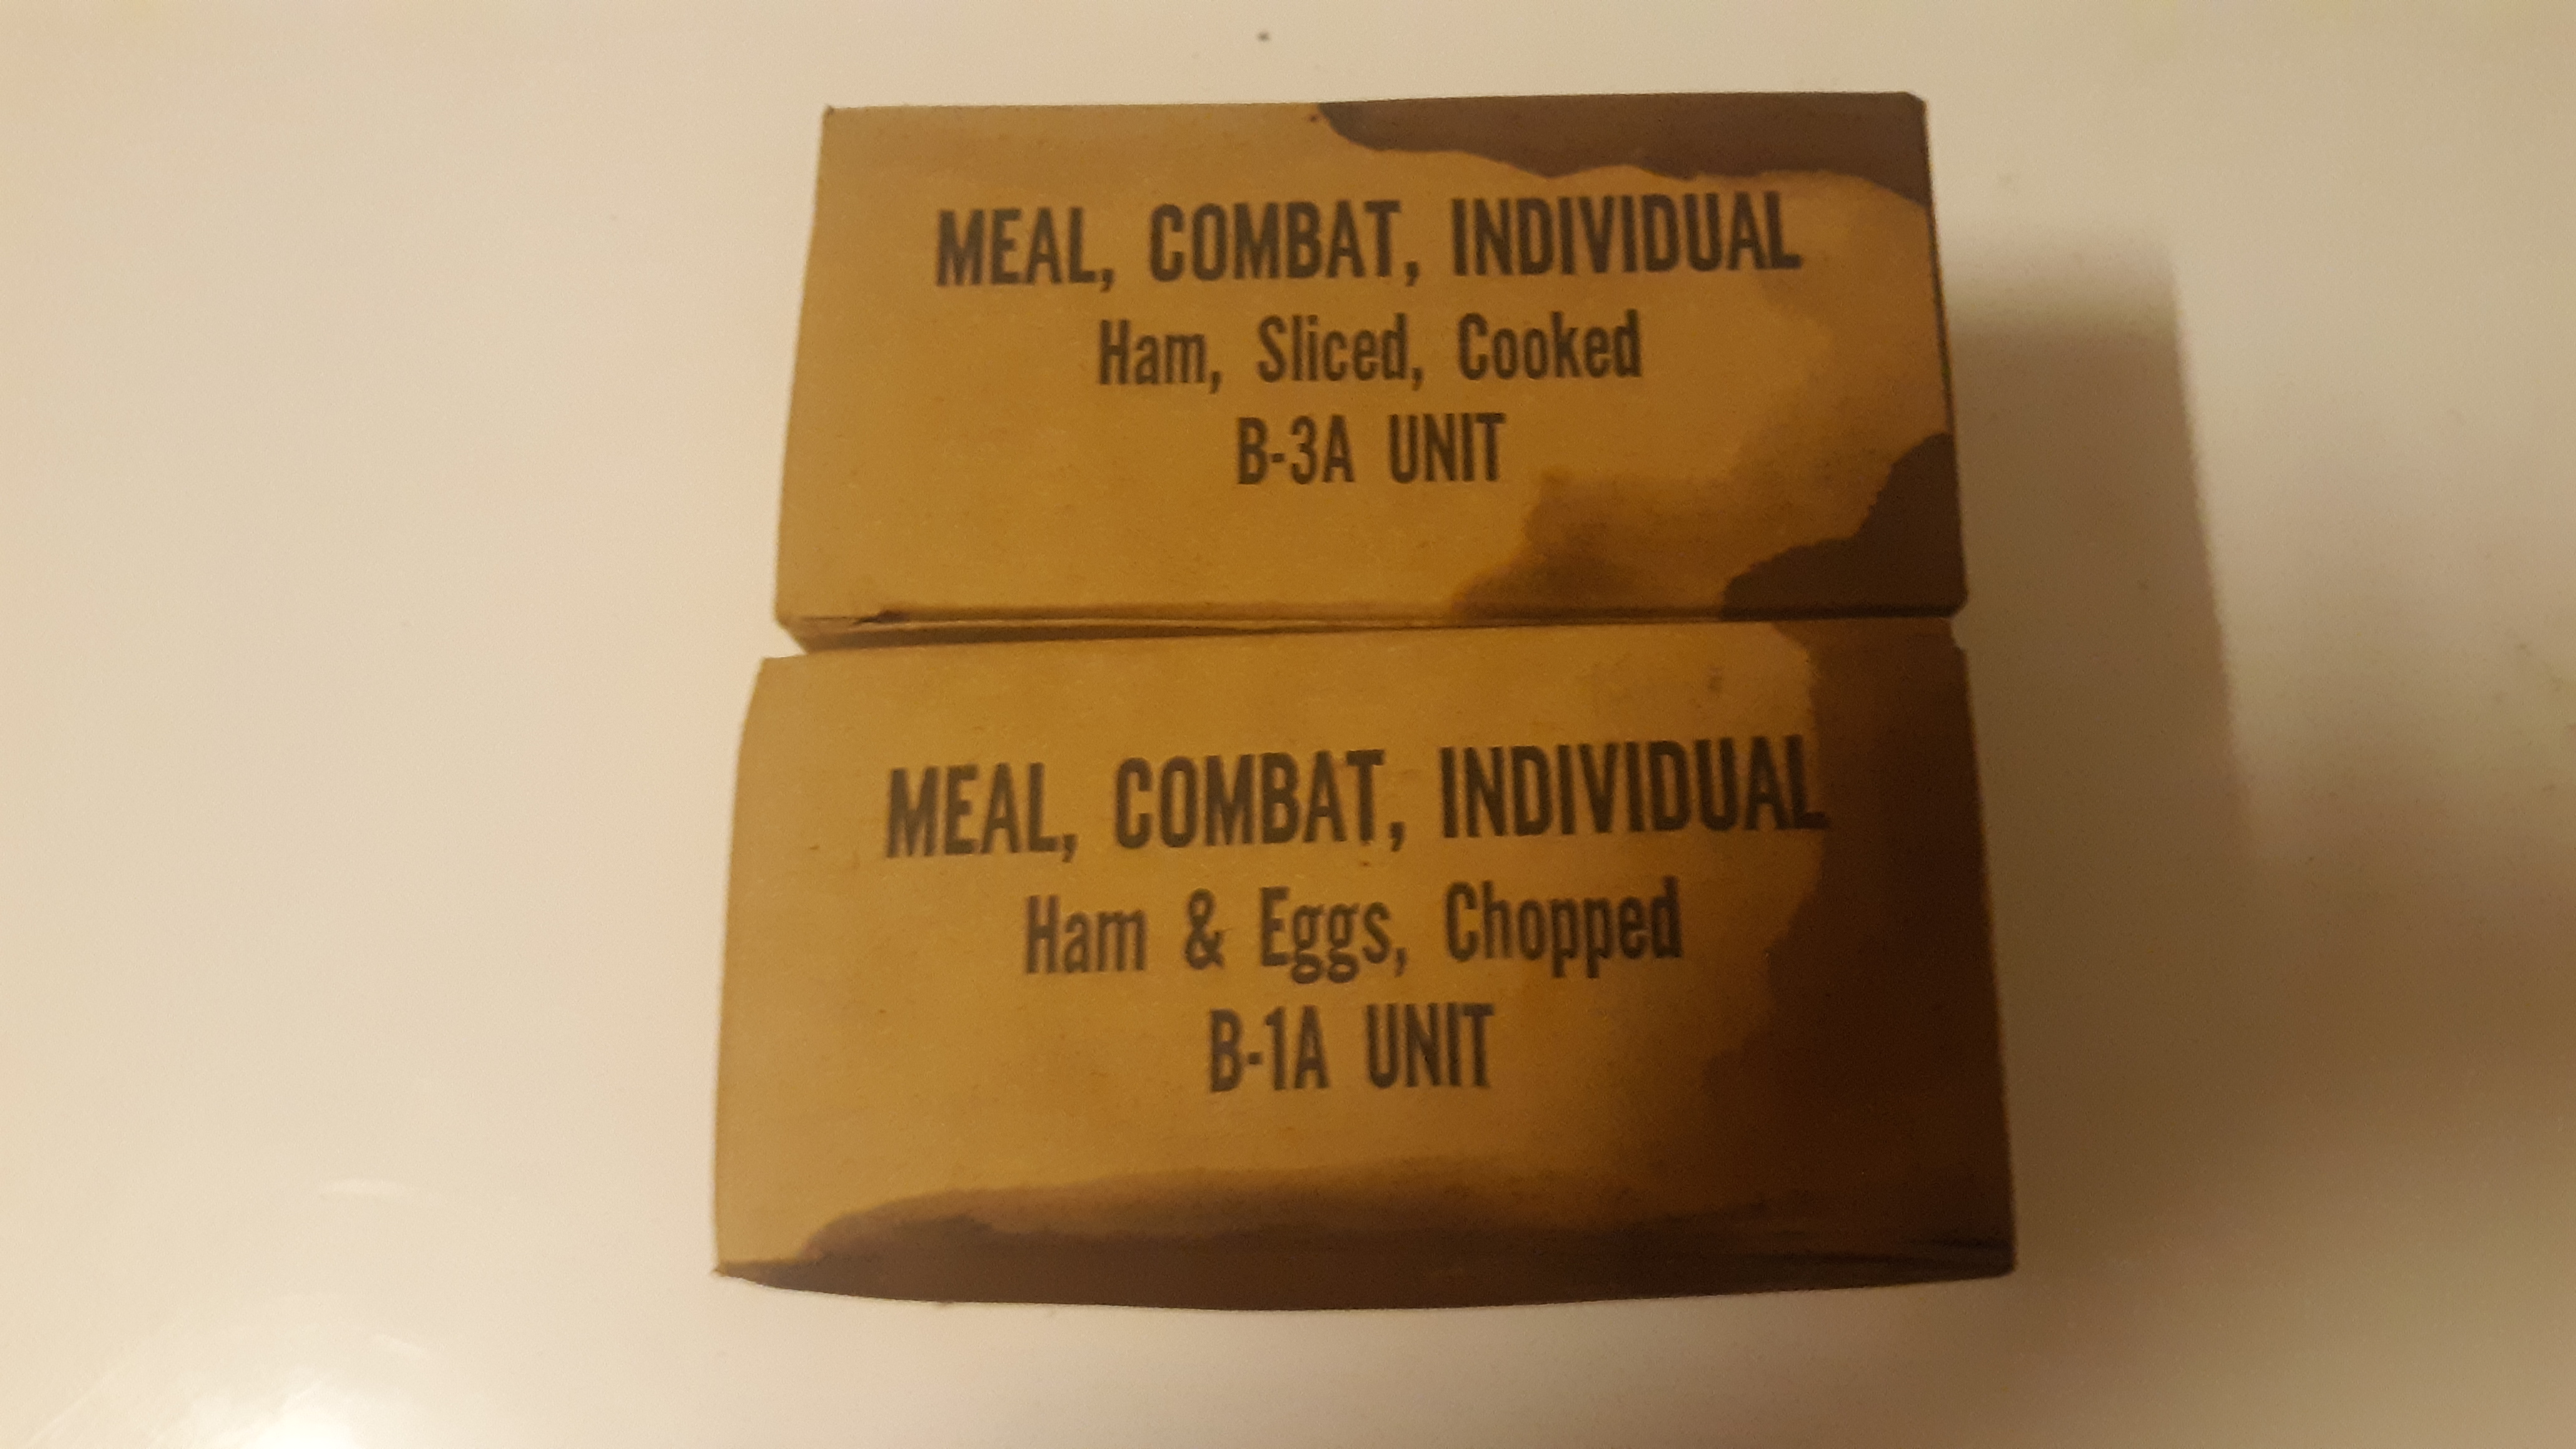 MEAL, COMBAT, INDIVIDUAL
Ham, Sliced, Cooked
B-3A UNIT
MEAL, COMBAT, INDIVIDUAL
Ham & Eggs, Chopped
B-1A UNIT